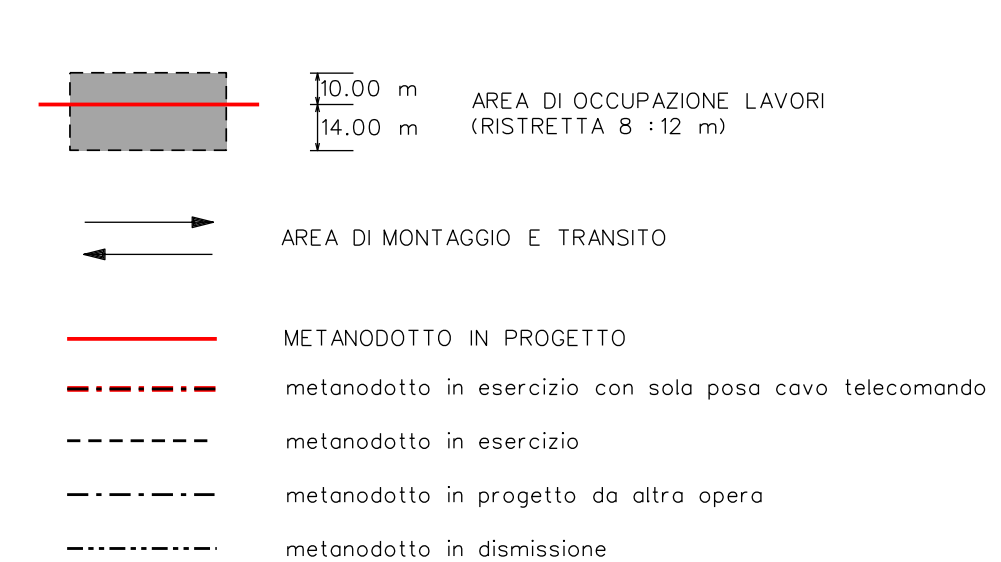 10.00 m
14.00 m
AREA DI OCCUPAZIONE LAVORI
(RISTRETTA 8 :12 m)
AREA DI MONTAGGIO E TRANSITO
METANODOTTO IN PROGETTO
metanodotto in esercizio con sola posa cavo telecomando
metanodotto in esercizio
metanodotto in progetto da altra opera
metanodotto in dismissione